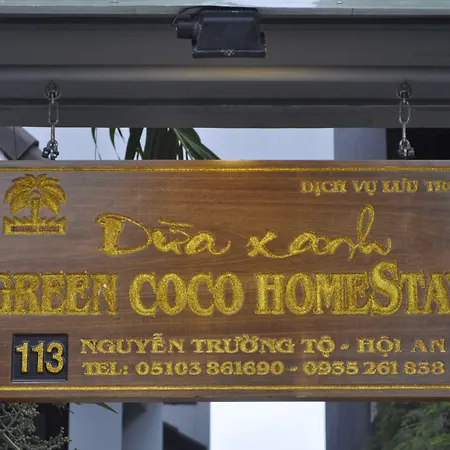 DỊCH VỤ LƯU TR
Dừa xanh
GREEN COCO HOMESTAY
113
NGUYỄN TRƯỜNG TỘ - HỘI AN
TEL: 05103 861690 - 0935 261 838